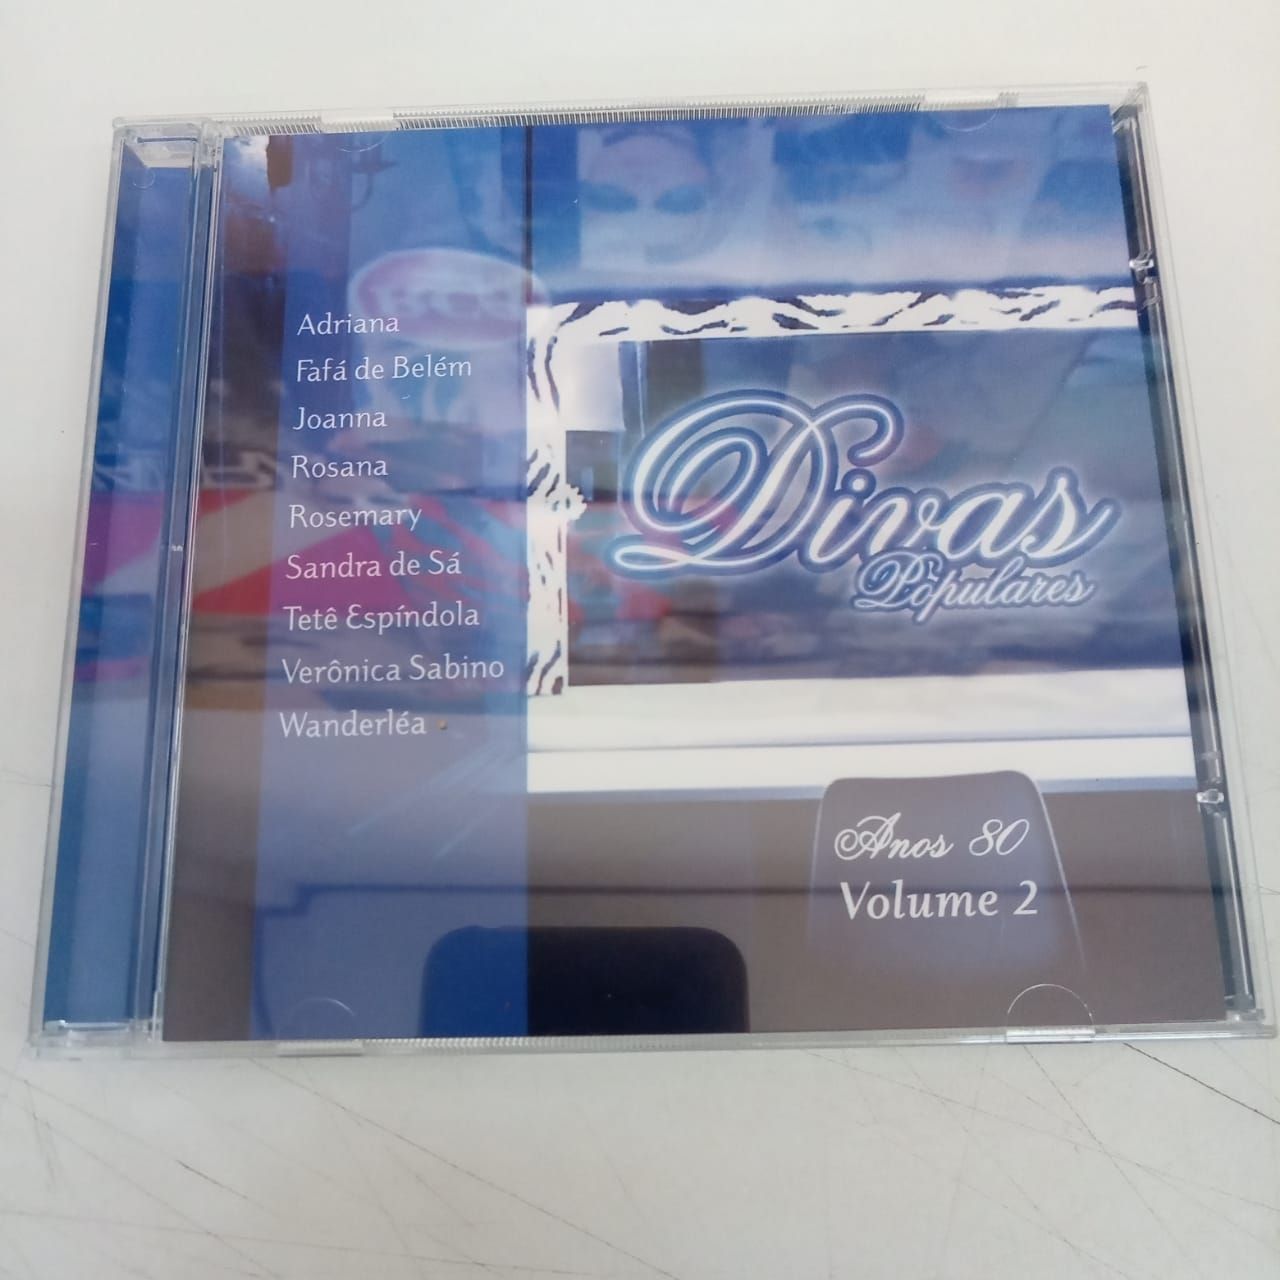 Adriana
Fafá de Belém
Joanna
Rosana
Rosemary
Sandra de Sá
Tetê Espíndola
Verônica Sabino
Wanderléa
Divas
Populares
Anos 80
Volume 2